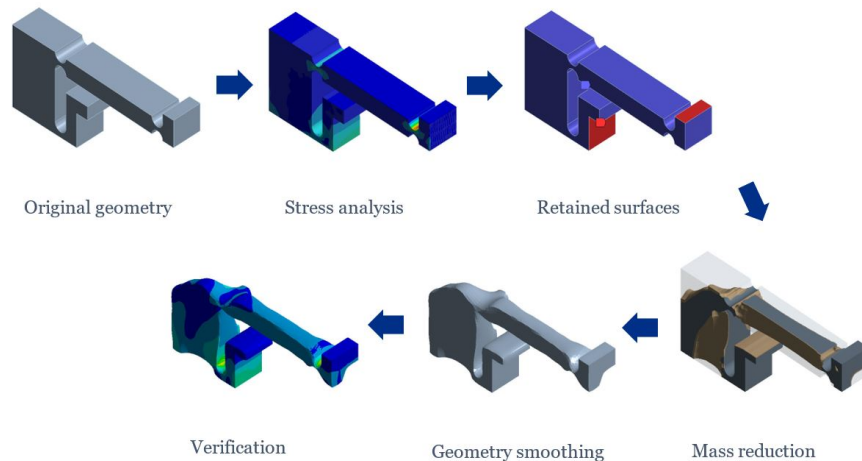 Original geometry
Stress analysis
Retained surfaces
Mass reduction
Geometry smoothing
Verification